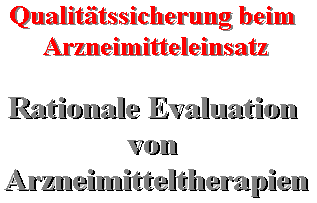 Qualitätssicherung beim
Arzneimitteleinsatz
Rationale Evaluation
von
Arzneimitteltherapien